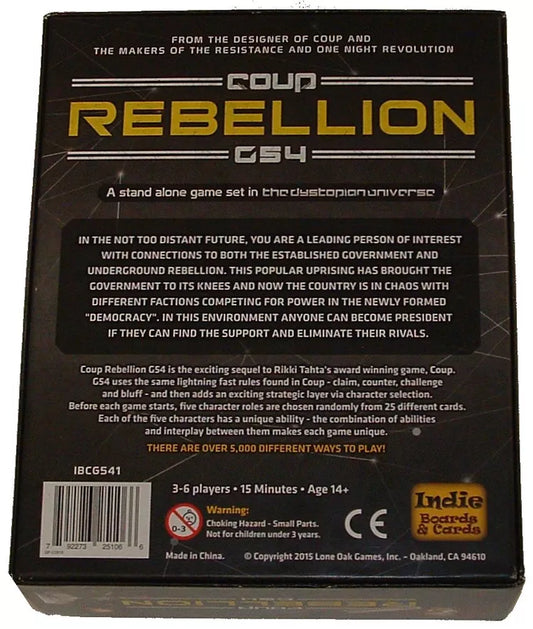 FROM THE DESIGNER OF COUP AND
THE MAKERS OF THE RESISTANCE AND ONE NIGHT REVOLUTION
COUP
REBELLION
G54
A stand alone game set in the dystopian universe
IN THE NOT TOO DISTANT FUTURE, YOU ARE A LEADING PERSON OF INTEREST
WITH CONNECTIONS TO BOTH THE ESTABLISHED GOVERNMENT AND
UNDERGROUND REBELLION. THIS POPULAR UPRISING HAS BROUGHT THE
GOVERNMENT TO ITS KNEES AND NOW THE COUNTRY IS IN CHAOS WITH
DIFFERENT FACTIONS COMPETING FOR POWER IN THE NEWLY FORMED
"DEMOCRACY". IN THIS ENVIRONMENT ANYONE CAN BECOME PRESIDENT
IF THEY CAN FIND THE SUPPORT AND ELIMINATE THEIR RIVALS.
Coup Rebellion G54 is the exciting sequel to Rikki Tahta's award winning game, Coup.
G54 uses the same lightning fast rules found in Coup - claim, counter, challenge
and bluff - and then adds an exciting strategic layer via character selection.
Before each game starts, five character roles are chosen randomly from 25 different cards.
Each of the five characters has a unique ability - the combination of abilities
and interplay between them makes each game unique.
THERE ARE OVER 5,000 DIFFERENT WAYS TO PLAY!
IBCG541
3-6 players • 15 Minutes • Age 14+
0-3
Warning:
Choking Hazard - Small Parts.
Not for children under 3 years.
CE
Indie
Boards
& Cards
7 92273 25106 6
Made in China. © Copyright 2015 Lone Oak Games, Inc. - Oakland, CA 94610
COUP
REBELLION